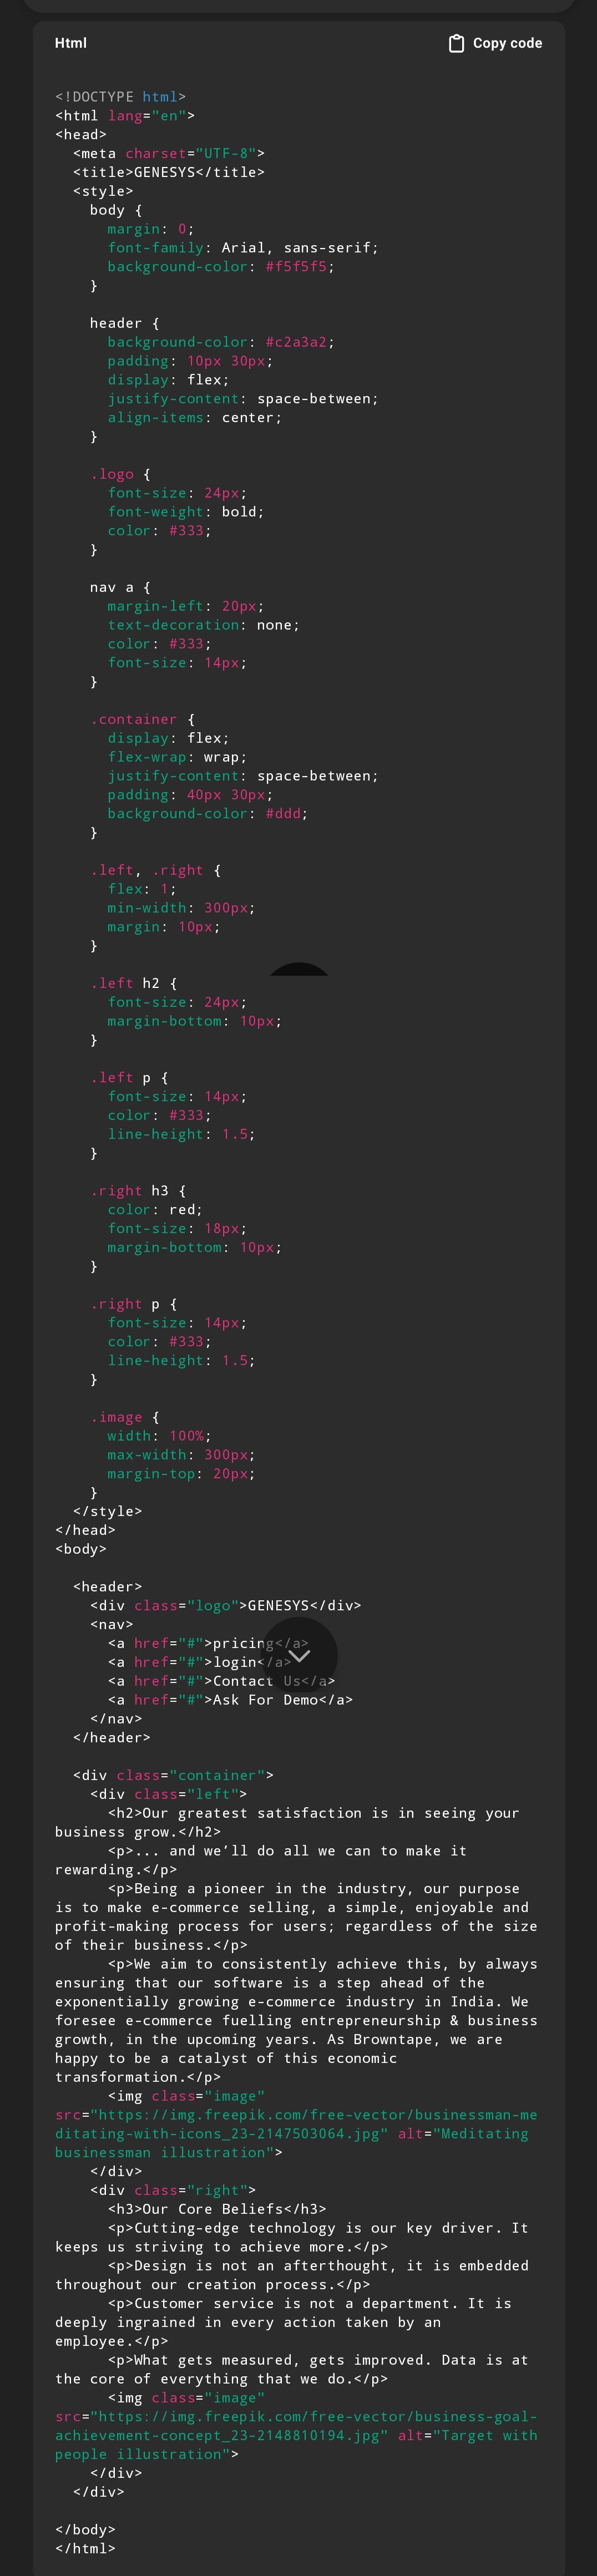 Html
Copy code
<!DOCTYPE html>
<html lang="en">
<head>
  <meta charset="UTF-8">
  <title>GENESYS</title>
  <style>
    body {
      margin: 0;
      font-family: Arial, sans-serif;
      background-color: #f5f5f5;
    }

    header {
      background-color: #c2a3a2;
      padding: 10px 30px;
      display: flex;
      justify-content: space-between;
      align-items: center;
    }

    .logo {
      font-size: 24px;
      font-weight: bold;
      color: #333;
    }

    nav a {
      margin-left: 20px;
      text-decoration: none;
      color: #333;
      font-size: 14px;
    }

    .container {
      display: flex;
      flex-wrap: wrap;
      justify-content: space-between;
      padding: 40px 30px;
      background-color: #ddd;
    }

    .left, .right {
      flex: 1;
      min-width: 300px;
      margin: 10px;
    }

    .left h2 {
      font-size: 24px;
      margin-bottom: 10px;
    }

    .left p {
      font-size: 14px;
      color: #333;
      line-height: 1.5;
    }

    .right h3 {
      color: red;
      font-size: 18px;
      margin-bottom: 10px;
    }

    .right p {
      font-size: 14px;
      color: #333;
      line-height: 1.5;
    }

    .image {
      width: 100%;
      max-width: 300px;
      margin-top: 20px;
    }
  </style>
</head>
<body>

  <header>
    <div class="logo">GENESYS</div>
    <nav>
      <a href="#">pricing</a>
      <a href="#">login</a>
      <a href="#">Contact Us</a>
      <a href="#">Ask For Demo</a>
    </nav>
  </header>

  <div class="container">
    <div class="left">
      <h2>Our greatest satisfaction is in seeing your
business grow.</h2>
      <p>... and we’ll do all we can to make it
rewarding.</p>
      <p>Being a pioneer in the industry, our purpose
is to make e-commerce selling, a simple, enjoyable and
profit-making process for users; regardless of the size
of their business.</p>
      <p>We aim to consistently achieve this, by always
ensuring that our software is a step ahead of the
exponentially growing e-commerce industry in India. We
foresee e-commerce fuelling entrepreneurship & business
growth, in the upcoming years. As Browntape, we are
happy to be a catalyst of this economic
transformation.</p>
      <img class="image"
src="https://img.freepik.com/free-vector/businessman-me
ditating-with-icons_23-2147503064.jpg" alt="Meditating
businessman illustration">
    </div>
    <div class="right">
      <h3>Our Core Beliefs</h3>
      <p>Cutting-edge technology is our key driver. It
keeps us striving to achieve more.</p>
      <p>Design is not an afterthought, it is embedded
throughout our creation process.</p>
      <p>Customer service is not a department. It is
deeply ingrained in every action taken by an
employee.</p>
      <p>What gets measured, gets improved. Data is at
the core of everything that we do.</p>
      <img class="image"
src="https://img.freepik.com/free-vector/business-goal-
achievement-concept_23-2148810194.jpg" alt="Target with
people illustration">
    </div>
  </div>

</body>
</html>